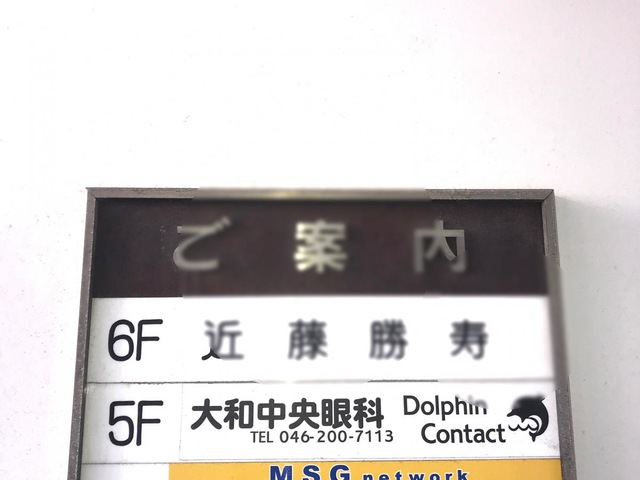 ご案内
6F 近藤勝寿
5F 大和中央眼科 Dolphin Contact
TEL 046-200-7113
MSG network